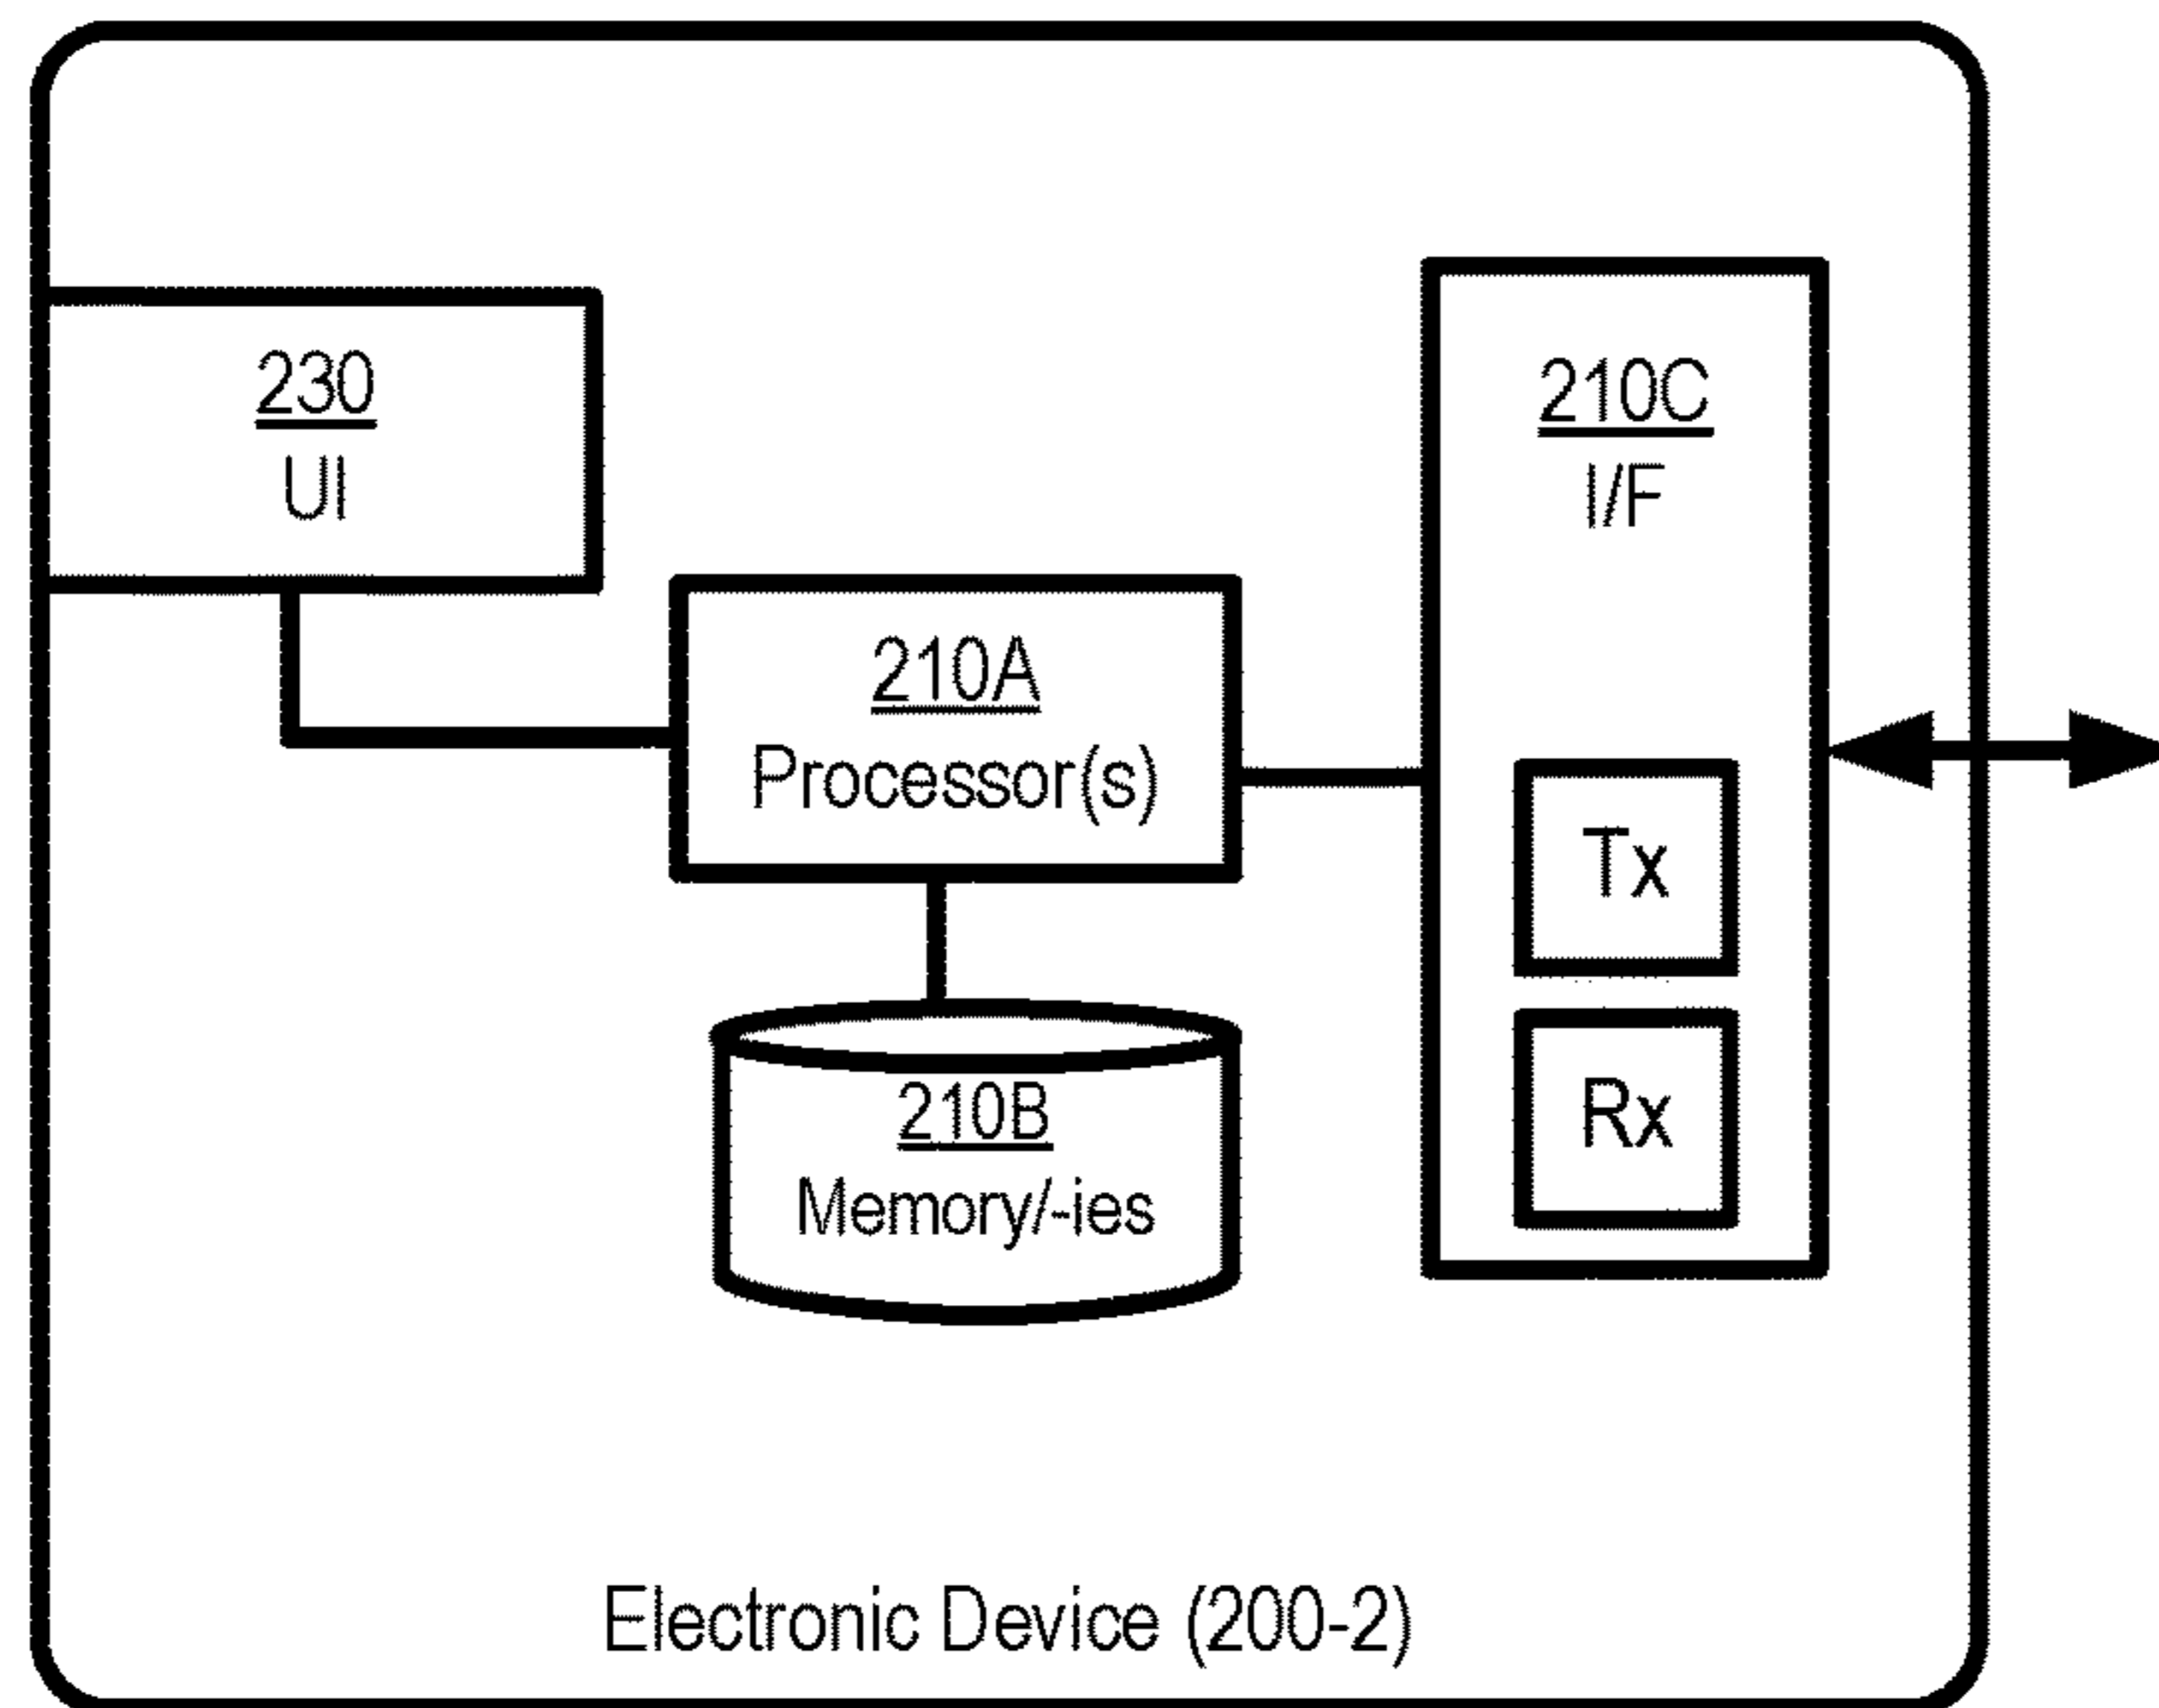 230
UI
210A
Processor(s)
210B
Memory/-ies
210C
I/F
Tx
Rx
Electronic Device (200-2)